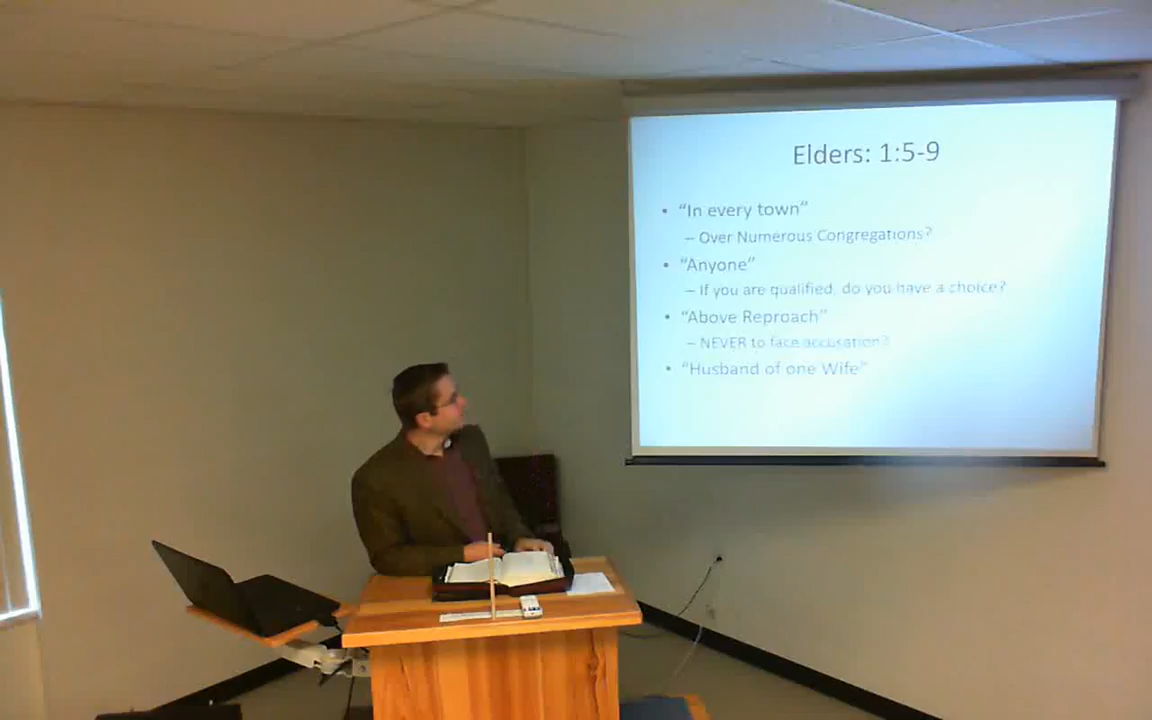 Elders: 1:5-9
• “In every town”
– Over Numerous Congregations?
• “Anyone”
– If you are qualified, do you have a choice?
• “Above Reproach”
– NEVER to face accusation?
• “Husband of one Wife”